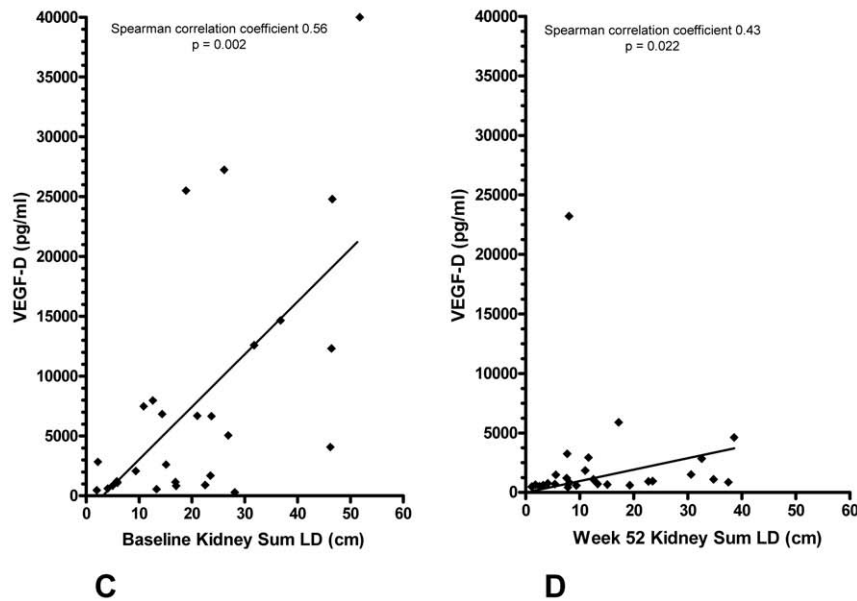 Spearman correlation coefficient 0.56
p = 0.002
VEGF-D (pg/ml)
40000
35000
30000
25000
20000
15000
10000
5000
0
0 10 20 30 40 50 60
Baseline Kidney Sum LD (cm)
C
Spearman correlation coefficient 0.43
p = 0.022
VEGF-D (pg/ml)
40000
35000
30000
25000
20000
15000
10000
5000
0
0 10 20 30 40 50 60
Week 52 Kidney Sum LD (cm)
D